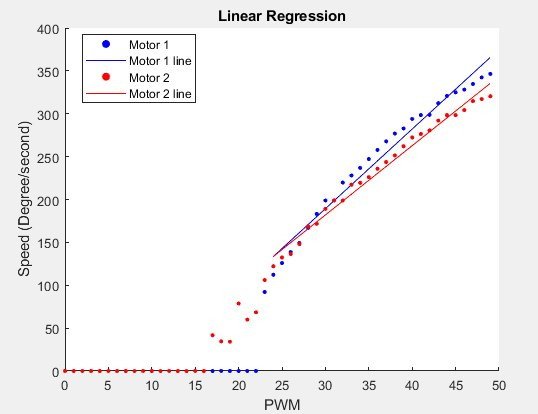 Linear Regression
400
350
300
250
200
150
100
50
0
Speed (Degree/second)
Motor 1
Motor 1 line
Motor 2
Motor 2 line
0 5 10 15 20 25 30 35 40 45 50
PWM